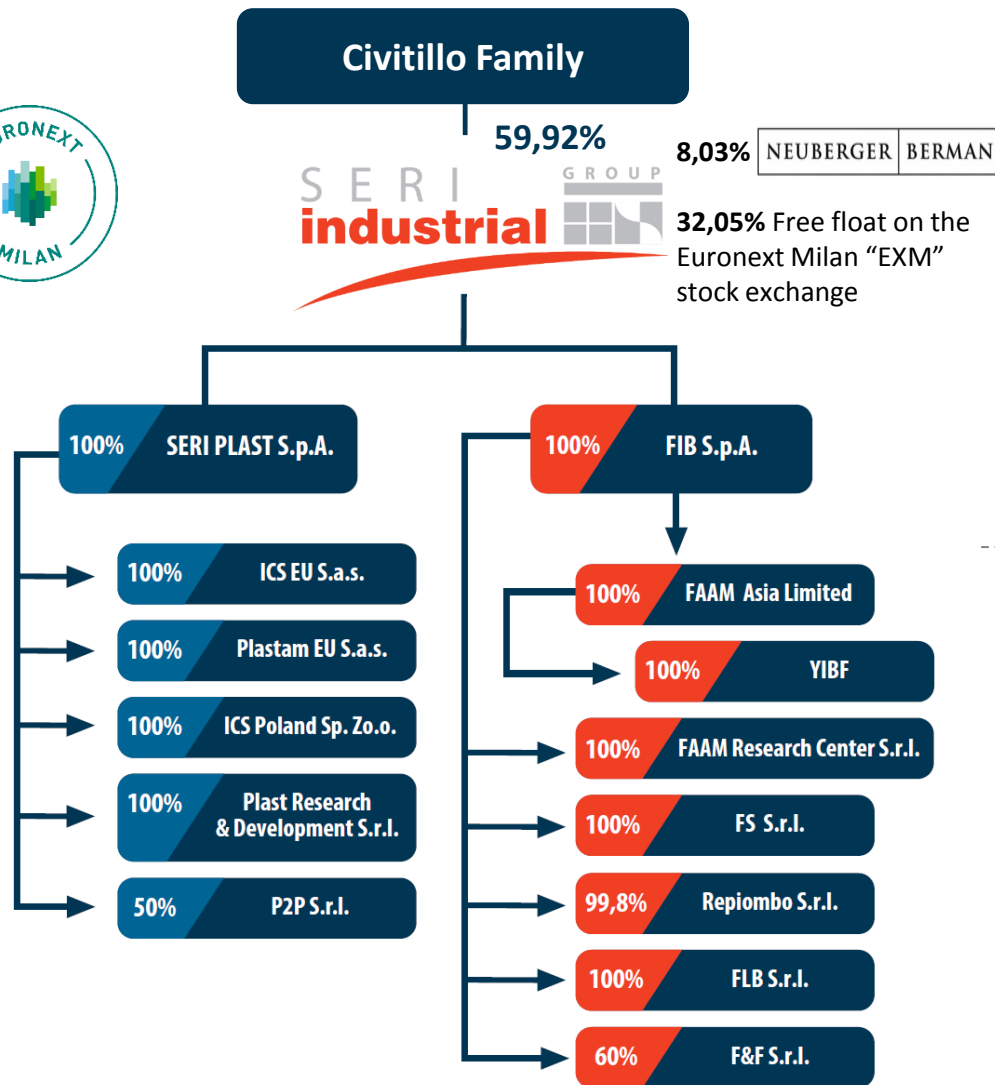 Civitillo Family
59,92%
EURONEXT
MILAN
SERI
industrial
GROUP
8,03%
NEUBERGER BERMAN
32,05% Free float on the
Euronext Milan “EXM”
stock exchange
100% SERI PLAST S.p.A.
100% ICS EU S.a.s.
100% Plastam EU S.a.s.
100% ICS Poland Sp. Zo.o.
100% Plast Research
& Development S.r.l.
50% P2P S.r.l.
100% FIB S.p.A.
100% FAAM Asia Limited
100% YIBF
100% FAAM Research Center S.r.l.
100% FS S.r.l.
99,8% Repiombo S.r.l.
100% FLB S.r.l.
60% F&F S.r.l.